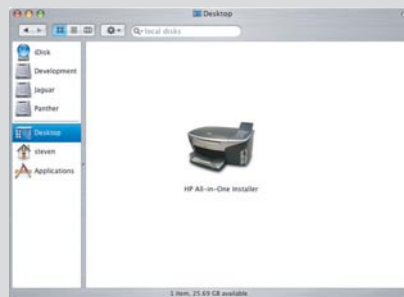 Desktop
local disks
iDisk
Development
Jaguar
Panther
Desktop
steven
Applications
HP All-in-One Installer
1 item, 25.69 GB available